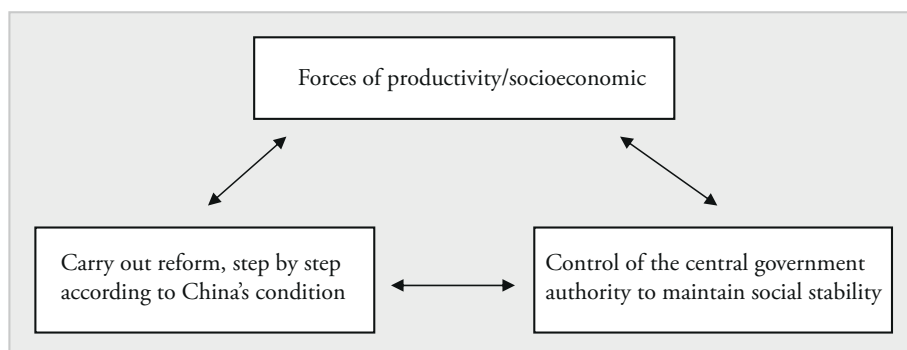 Forces of productivity/socioeconomic
Carry out reform, step by step
according to China's condition
Control of the central government
authority to maintain social stability